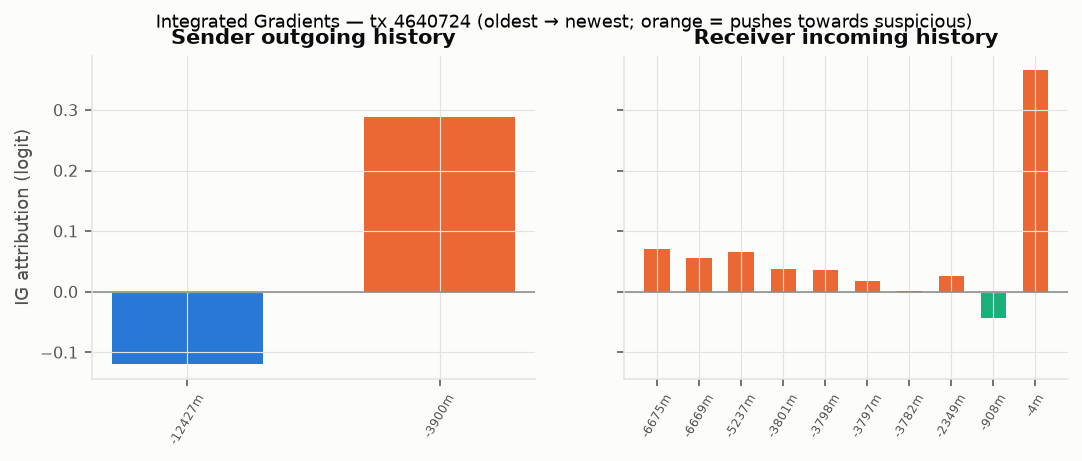 Integrated Gradients — tx 4640724 (oldest → newest; orange = pushes towards suspicious)
Sender outgoing history
Receiver incoming history
IG attribution (logit)
0.3
0.2
0.1
0.0
−0.1
-12427m
-3900m
-6675m
-6669m
-5237m
-3801m
-3798m
-3797m
-3782m
-2349m
-908m
-4m